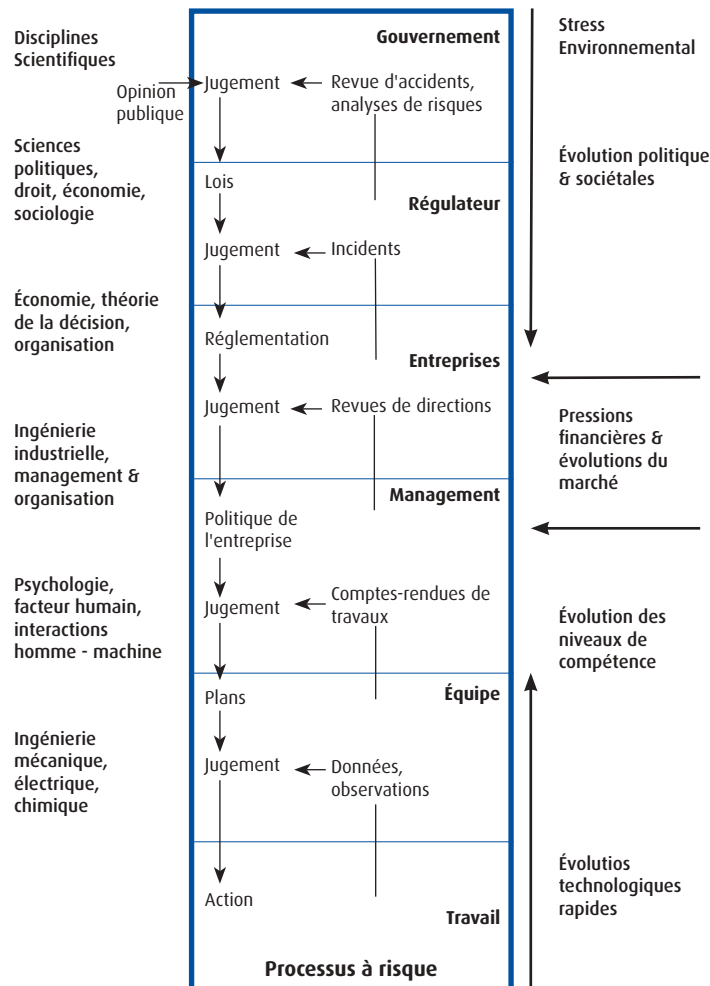 Disciplines
Scientifiques
Opinion
publique
Sciences
politiques,
droit, économie,
sociologie
Économie, théorie
de la décision,
organisation
Ingénierie
industrielle,
management &
organisation
Psychologie,
facteur humain,
interactions
homme - machine
Ingénierie
mécanique,
électrique,
chimique
Gouvernement
Jugement
Revue d'accidents,
analyses de risques
Lois
Régulateur
Jugement
Incidents
Réglementation
Entreprises
Jugement
Revues de directions
Management
Politique de
l'entreprise
Jugement
Comptes-rendues de
travaux
Équipe
Plans
Jugement
Données,
observations
Action
Travail
Processus à risque
Stress
Environnemental
Évolution politique
& sociétales
Pressions
financières &
évolutions du
marché
Évolution des
niveaux de
compétence
Évolutios
technologiques
rapides